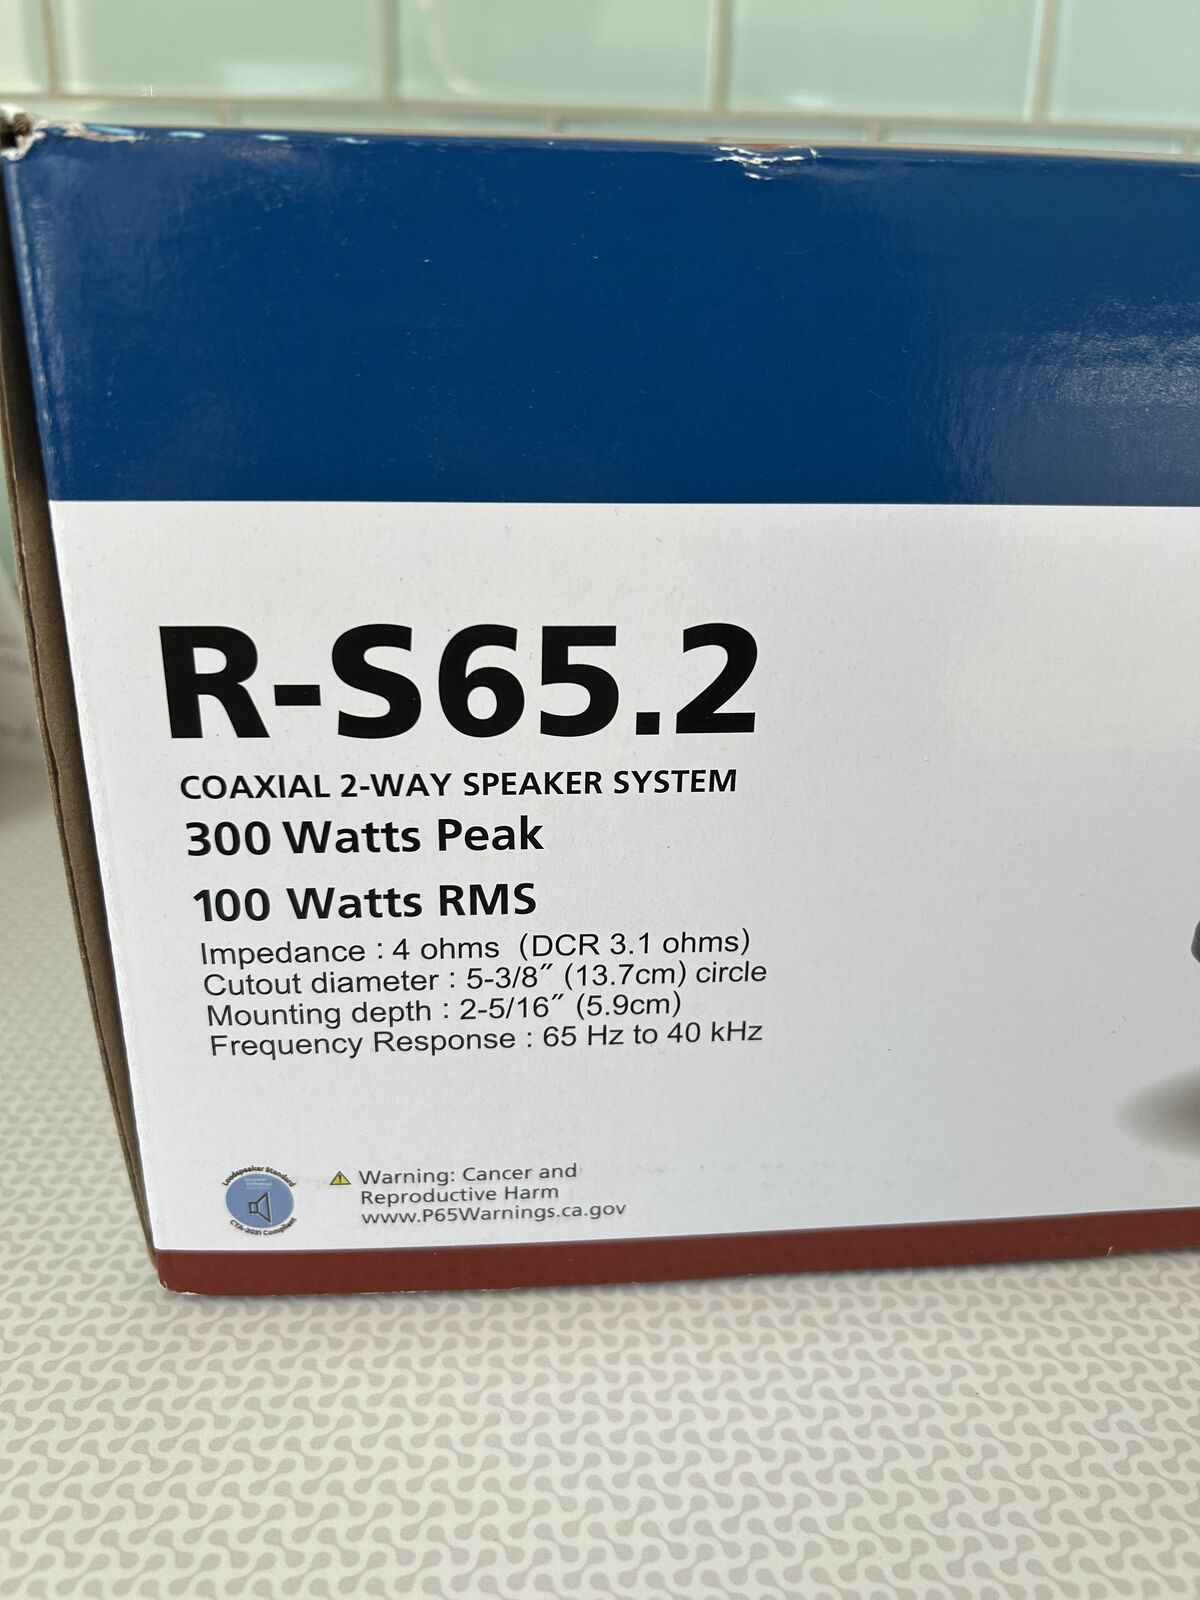 R-S65.2
COAXIAL 2-WAY SPEAKER SYSTEM
300 Watts Peak
100 Watts RMS
Impedance : 4 ohms (DCR 3.1 ohms)
Cutout diameter : 5-3/8″ (13.7cm) circle
Mounting depth : 2-5/16″ (5.9cm)
Frequency Response : 65 Hz to 40 kHz
Loudspeaker Standard
CTA-2031 Compliant
Warning: Cancer and
Reproductive Harm
www.P65Warnings.ca.gov